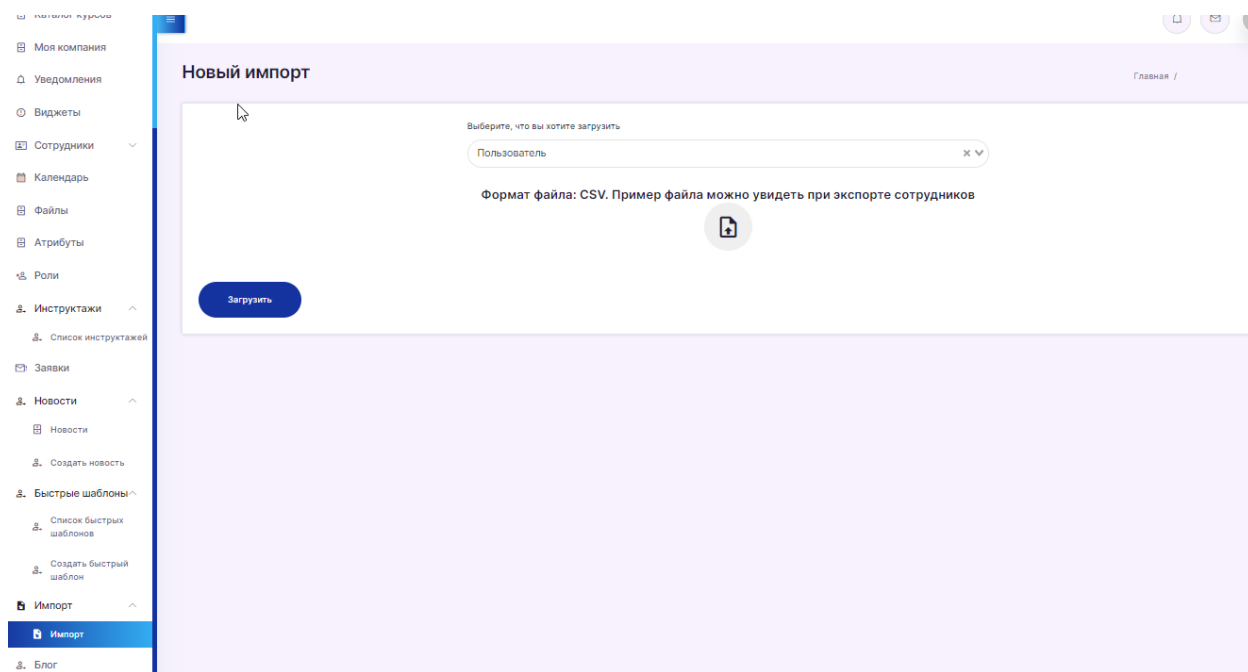 Каталог курсов
Моя компания
Уведомления
Виджеты
Сотрудники
Календарь
Файлы
Атрибуты
Роли
Инструктажи
Список инструктажей
Заявки
Новости
Новости
Создать новость
Быстрые шаблоны
Список быстрых
шаблонов
Создать быстрый
шаблон
Импорт
Импорт
Блог
Новый импорт
Главная /
Выберите, что вы хотите загрузить
Пользователь
Формат файла: CSV. Пример файла можно увидеть при экспорте сотрудников
Загрузить